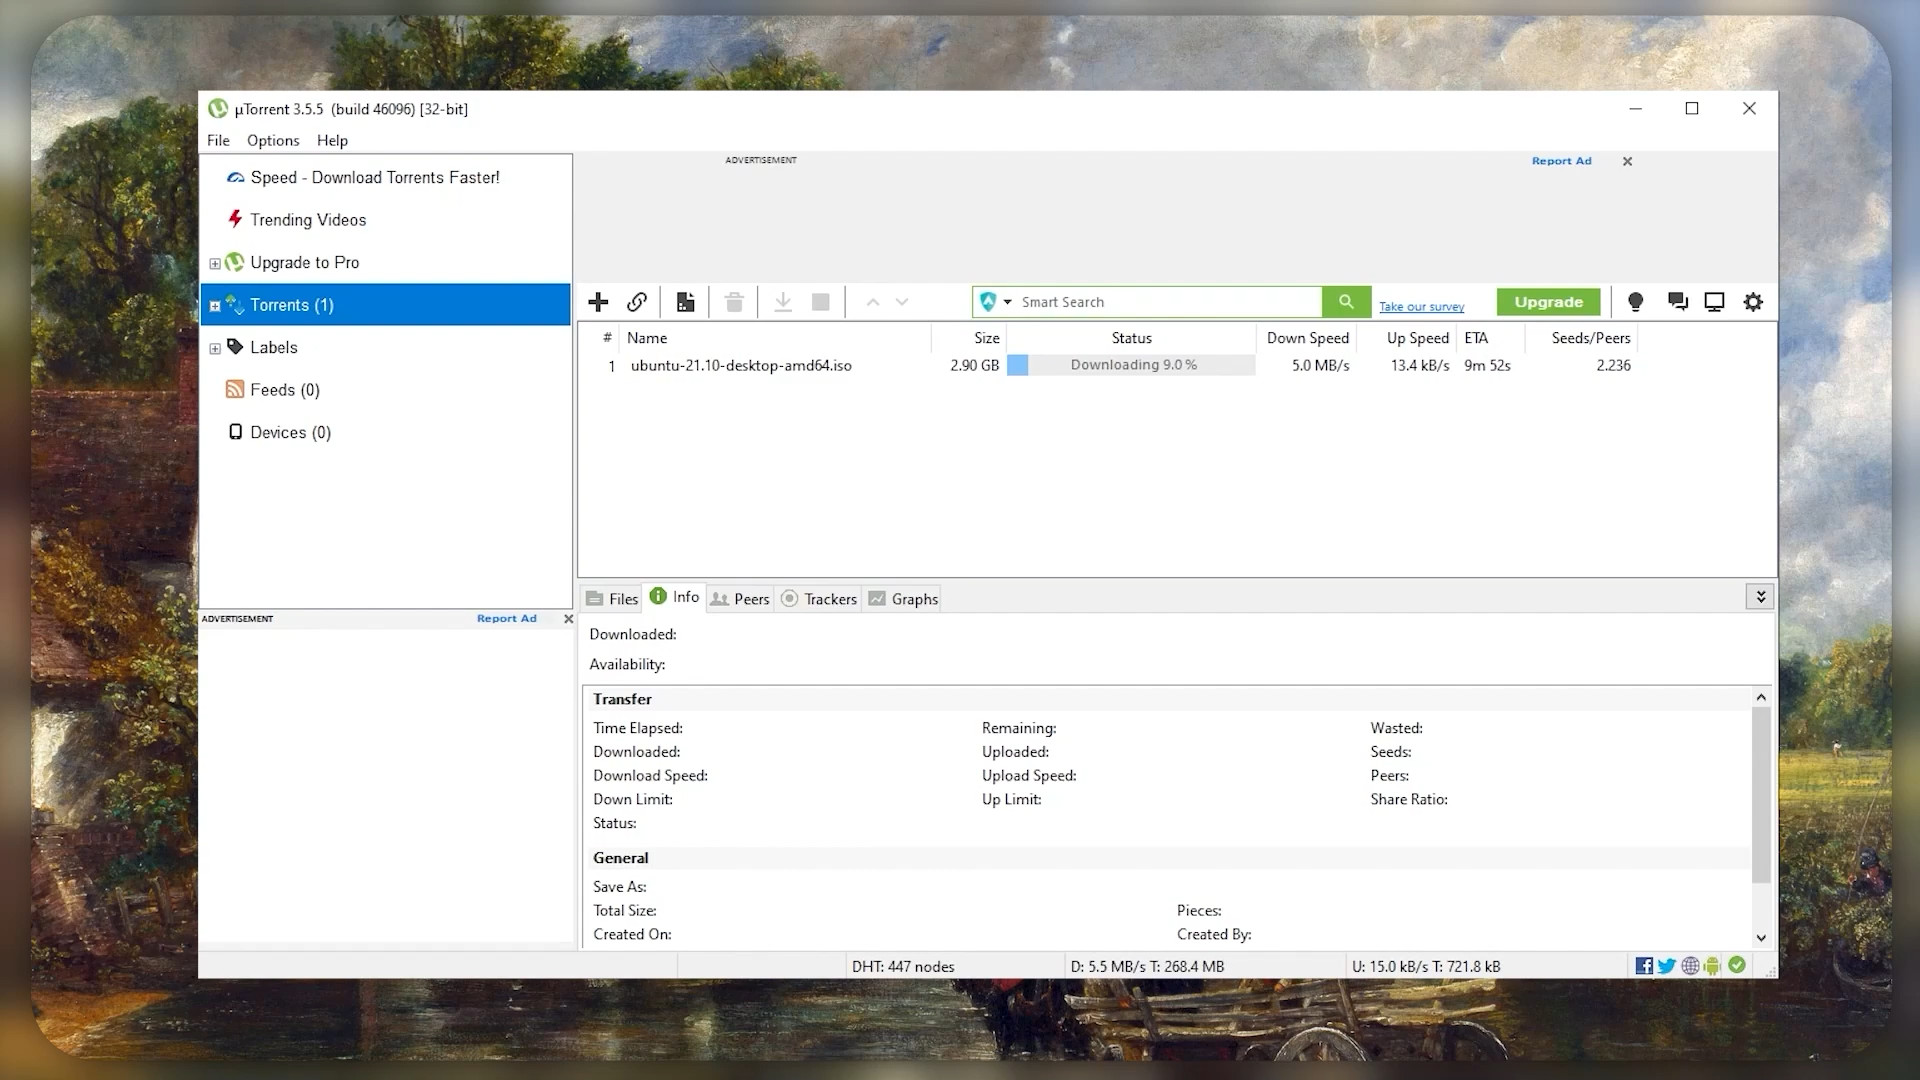 µTorrent 3.5.5 (build 46096) [32-bit]
File Options Help
Speed - Download Torrents Faster!
Trending Videos
Upgrade to Pro
Torrents (1)
Labels
Feeds (0)
Devices (0)
ADVERTISEMENT Report Ad
ADVERTISEMENT Report Ad
Smart Search Take our survey Upgrade
# Name Size Status Down Speed Up Speed ETA Seeds/Peers
1 ubuntu-21.10-desktop-amd64.iso 2.90 GB Downloading 9.0 % 5.0 MB/s 13.4 kB/s 9m 52s 2.236
Files Info Peers Trackers Graphs
Downloaded:
Availability:
Transfer
Time Elapsed: Remaining: Wasted:
Downloaded: Uploaded: Seeds:
Download Speed: Upload Speed: Peers:
Down Limit: Up Limit: Share Ratio:
Status:
General
Save As:
Total Size: Pieces:
Created On: Created By:
DHT: 447 nodes D: 5.5 MB/s T: 268.4 MB U: 15.0 kB/s T: 721.8 kB